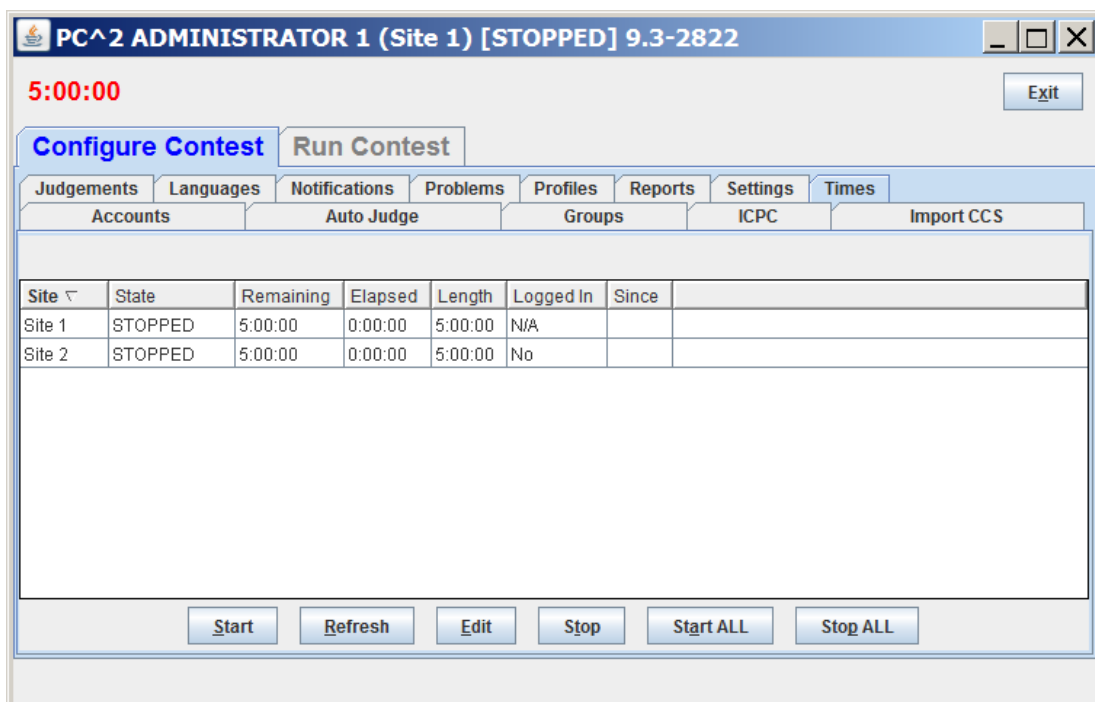 PC^2 ADMINISTRATOR 1 (Site 1) [STOPPED] 9.3-2822
5:00:00 Exit
Configure Contest Run Contest
Judgements Languages Notifications Problems Profiles Reports Settings Times
Accounts Auto Judge Groups ICPC Import CCS
Site State Remaining Elapsed Length Logged In Since
Site 1 STOPPED 5:00:00 0:00:00 5:00:00 N/A
Site 2 STOPPED 5:00:00 0:00:00 5:00:00 No
Start Refresh Edit Stop Start ALL Stop ALL